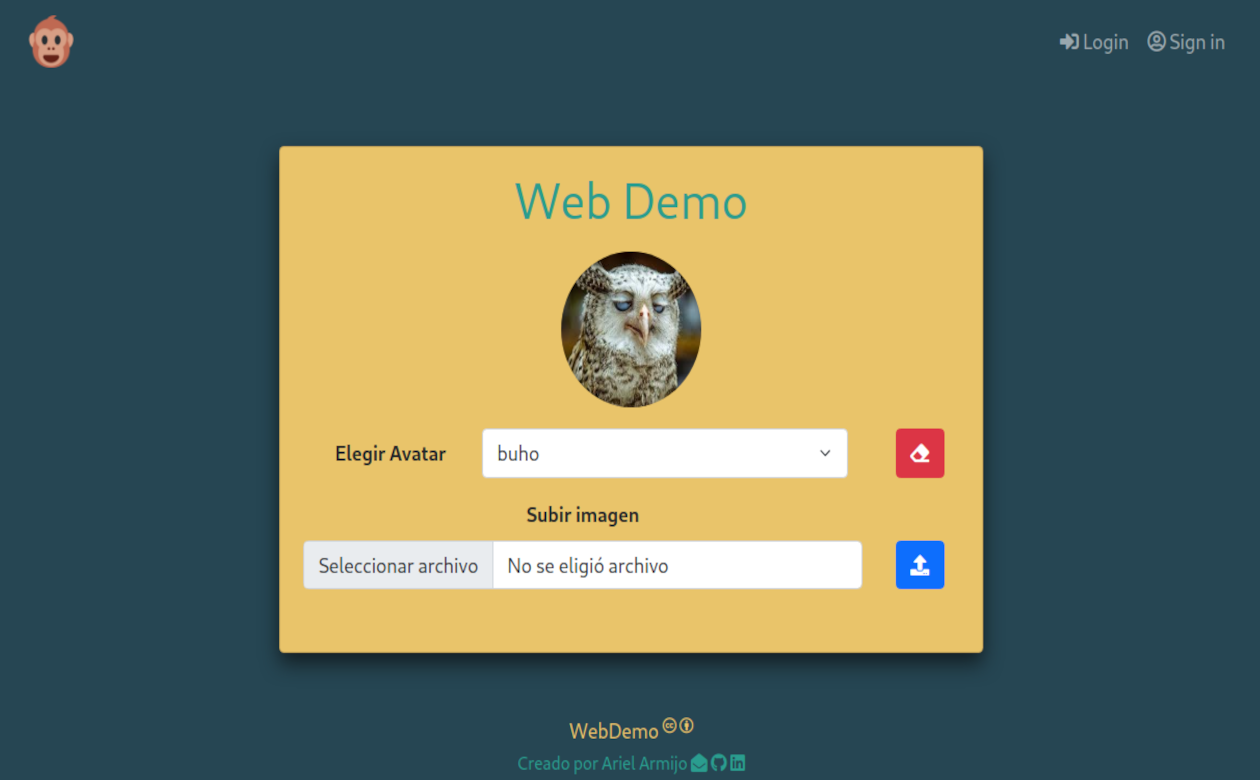 Login Sign in
Web Demo
Elegir Avatar buho
Subir imagen
Seleccionar archivo No se eligió archivo
WebDemo
Creado por Ariel Armijo